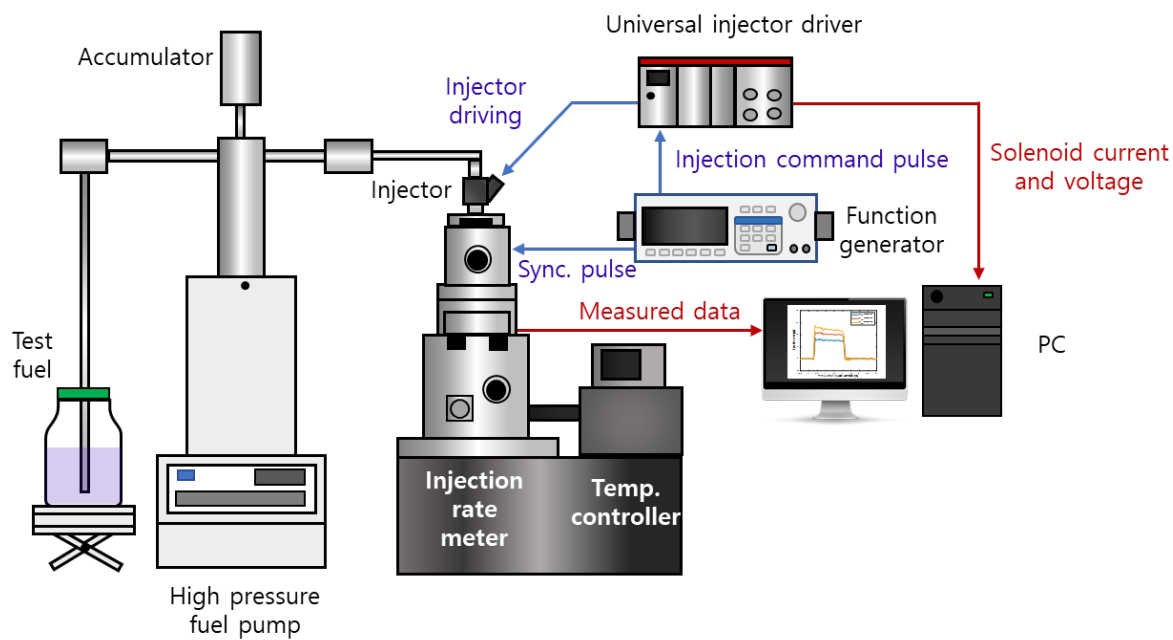 Universal injector driver
Accumulator
Injector
driving
Injection command pulse
Solenoid current
and voltage
Injector
Function
generator
Sync. pulse
Measured data
Test
fuel
PC
Injection
rate
meter
Temp.
controller
High pressure
fuel pump